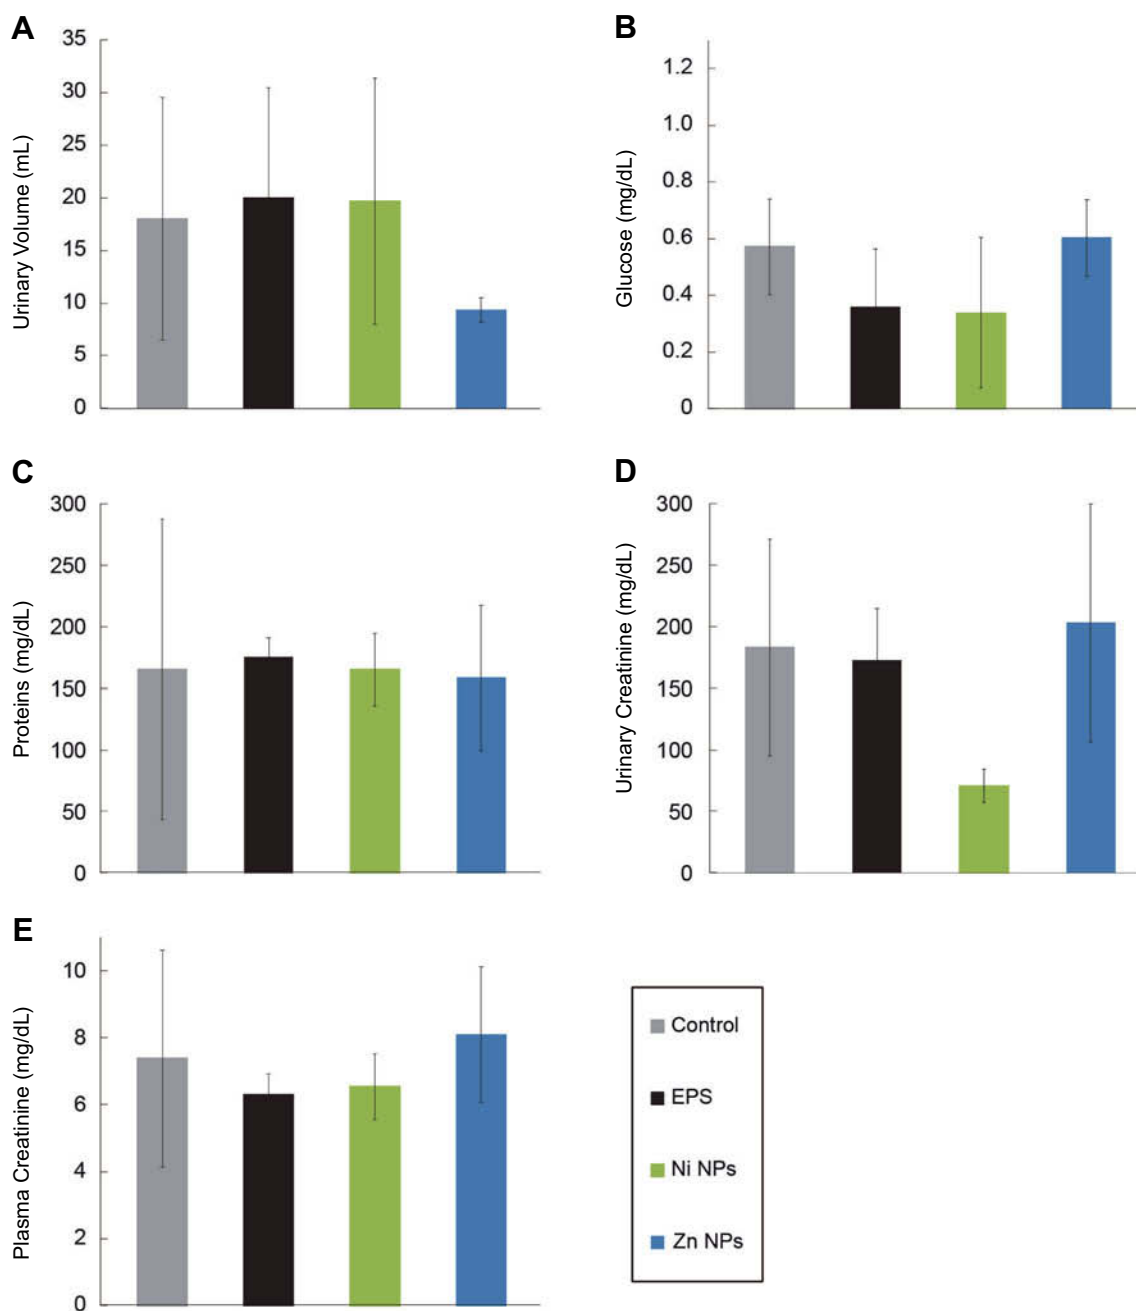 A
Urinary Volume (mL)
35
30
25
20
15
10
5
0
B
Glucose (mg/dL)
1.2
1.0
0.8
0.6
0.4
0.2
0
C
Proteins (mg/dL)
300
250
200
150
100
50
0
D
Urinary Creatinine (mg/dL)
300
250
200
150
100
50
0
E
Plasma Creatinine (mg/dL)
10
8
6
4
2
0
Control
EPS
Ni NPs
Zn NPs